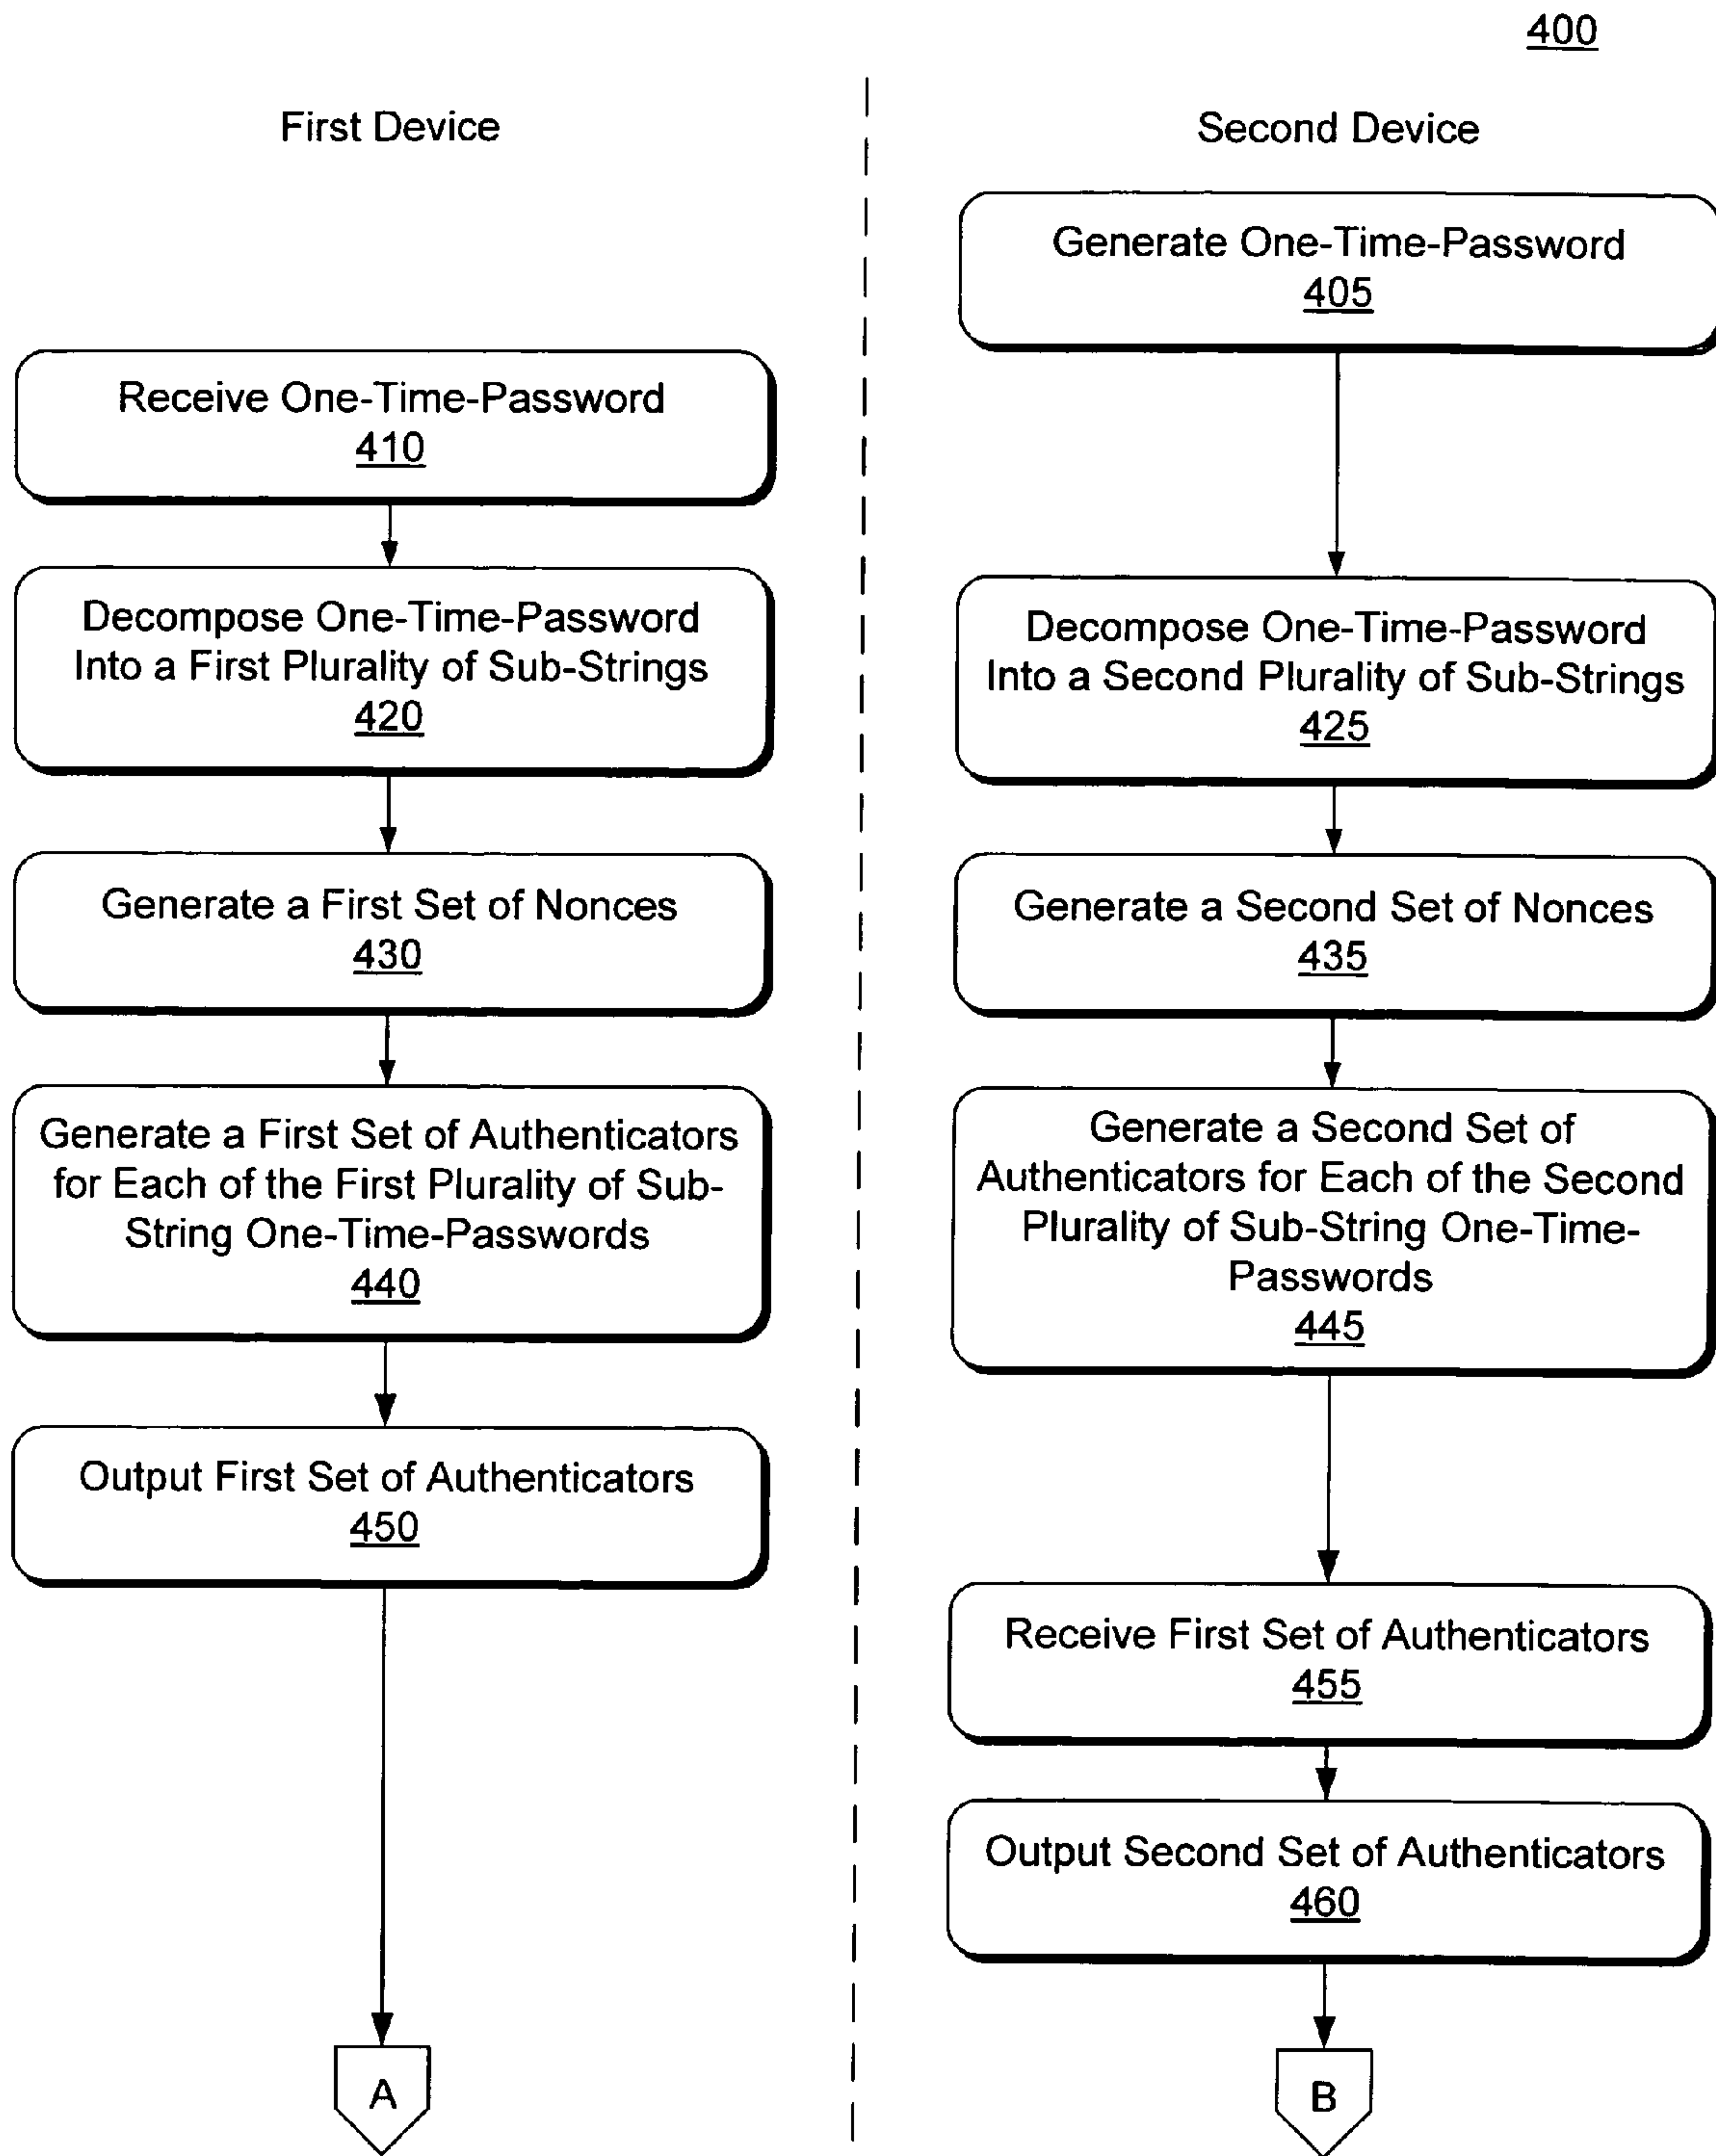 400
First Device
Second Device
Generate One-Time-Password
405
Receive One-Time-Password
410
Decompose One-Time-Password
Into a First Plurality of Sub-Strings
420
Decompose One-Time-Password
Into a Second Plurality of Sub-Strings
425
Generate a First Set of Nonces
430
Generate a Second Set of Nonces
435
Generate a First Set of Authenticators
for Each of the First Plurality of Sub-
String One-Time-Passwords
440
Generate a Second Set of
Authenticators for Each of the Second
Plurality of Sub-String One-Time-
Passwords
445
Output First Set of Authenticators
450
Receive First Set of Authenticators
455
Output Second Set of Authenticators
460
A
B